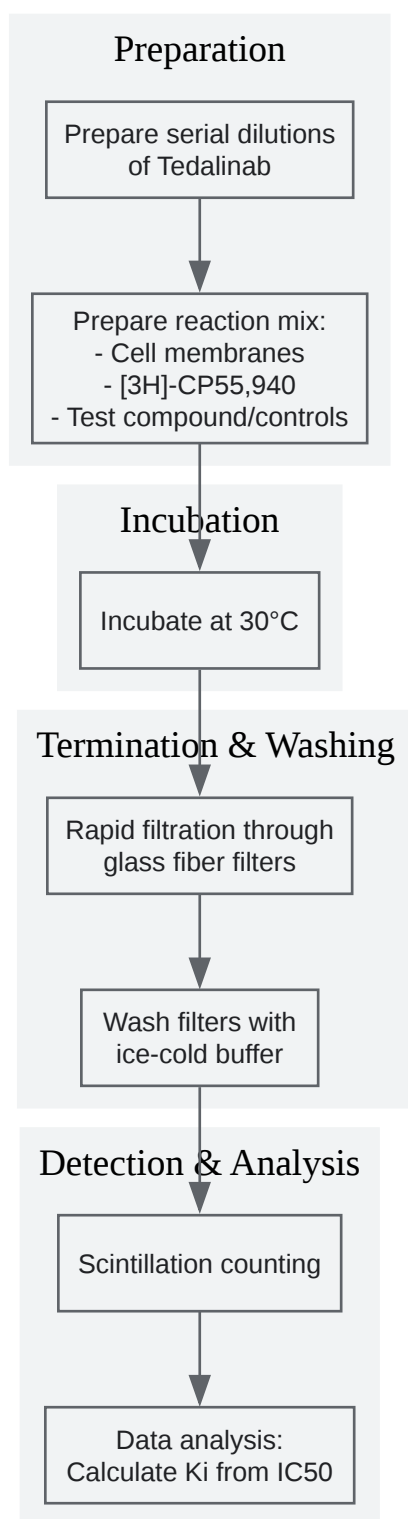 Preparation
Prepare serial dilutions
of Tedalinab
Prepare reaction mix:
- Cell membranes
- [3H]-CP55,940
- Test compound/controls
Incubation
Incubate at 30°C
Termination & Washing
Rapid filtration through
glass fiber filters
Wash filters with
ice-cold buffer
Detection & Analysis
Scintillation counting
Data analysis:
Calculate Ki from IC50